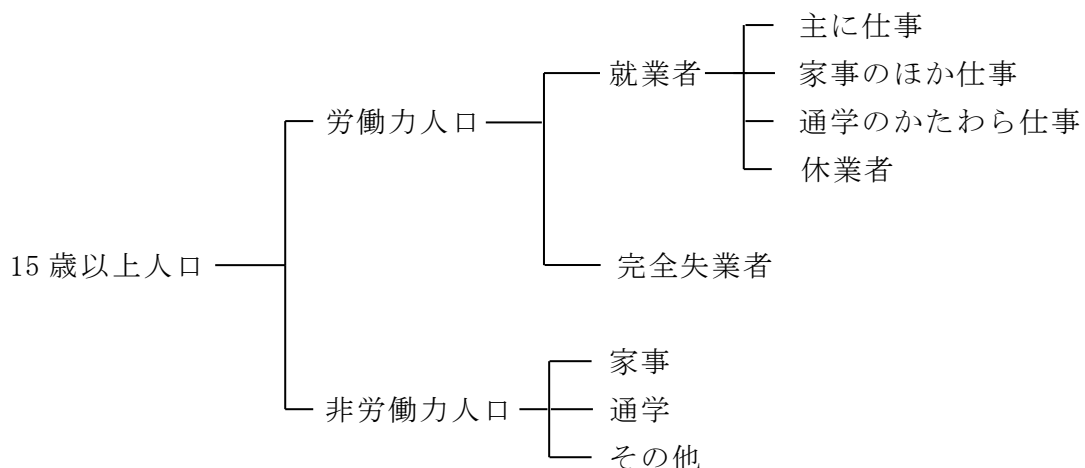 主に仕事
就業者
家事のほか仕事
労働力人口
通学のかたわら仕事
休業者
15歳以上人口
完全失業者
家事
非労働力人口
通学
その他